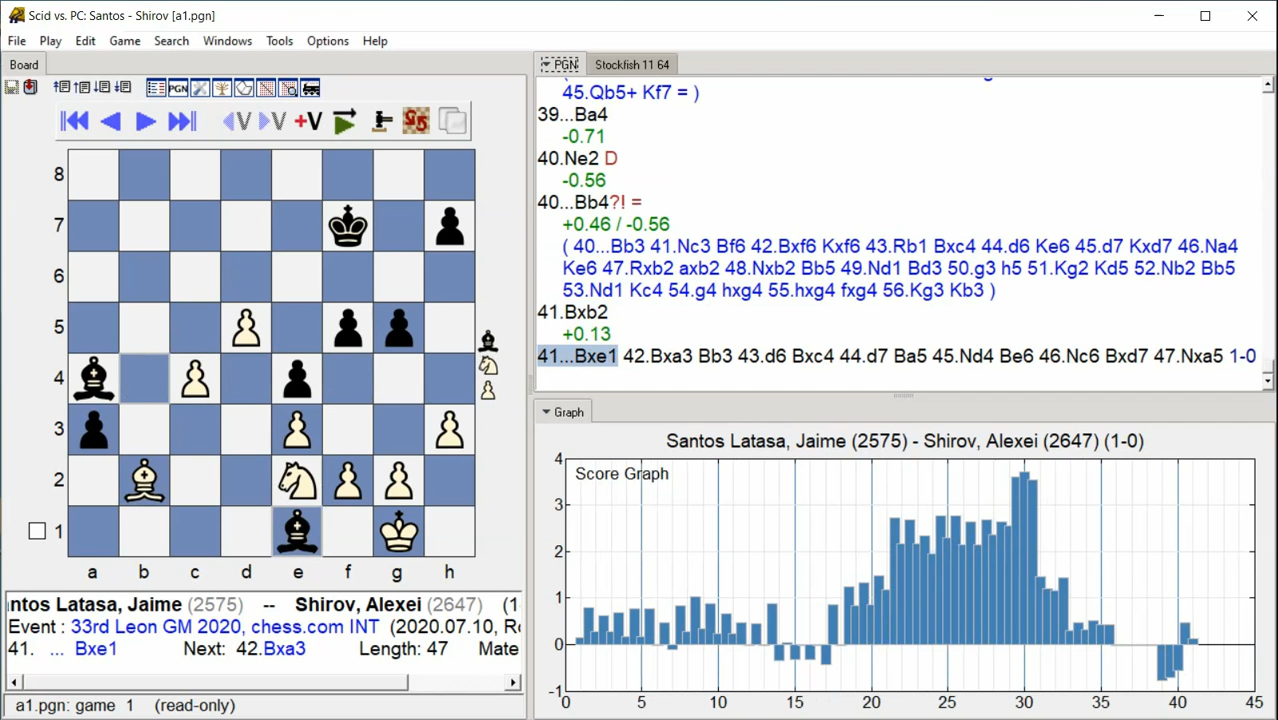 Scid vs. PC: Santos - Shirov [a1.pgn]
File Play Edit Game Search Windows Tools Options Help
Board
PGN
+V
8
7
6
5
4
3
2
1
a b c d e f g h
ntos Latasa, Jaime (2575) -- Shirov, Alexei (2647) (1-
Event : 33rd Leon GM 2020, chess.com INT (2020.07.10, Ro
41. ... Bxe1 Next: 42.Bxa3 Length: 47 Mate
a1.pgn: game 1 (read-only)
PGN Stockfish 11 64
45.Qb5+ Kf7 = )
39...Ba4
-0.71
40.Ne2 D
-0.56
40...Bb4?! =
+0.46 / -0.56
( 40...Bb3 41.Nc3 Bf6 42.Bxf6 Kxf6 43.Rb1 Bxc4 44.d6 Ke6 45.d7 Kxd7 46.Na4
Ke6 47.Rxb2 axb2 48.Nxb2 Bb5 49.Nd1 Bd3 50.g3 h5 51.Kg2 Kd5 52.Nb2 Bb5
53.Nd1 Kc4 54.g4 hxg4 55.hxg4 fxg4 56.Kg3 Kb3 )
41.Bxb2
+0.13
41...Bxe1 42.Bxa3 Bb3 43.d6 Bxc4 44.d7 Ba5 45.Nd4 Be6 46.Nc6 Bxd7 47.Nxa5 1-0
Graph
Santos Latasa, Jaime (2575) - Shirov, Alexei (2647) (1-0)
Score Graph
4
3
2
1
0
-1
0 5 10 15 20 25 30 35 40 45